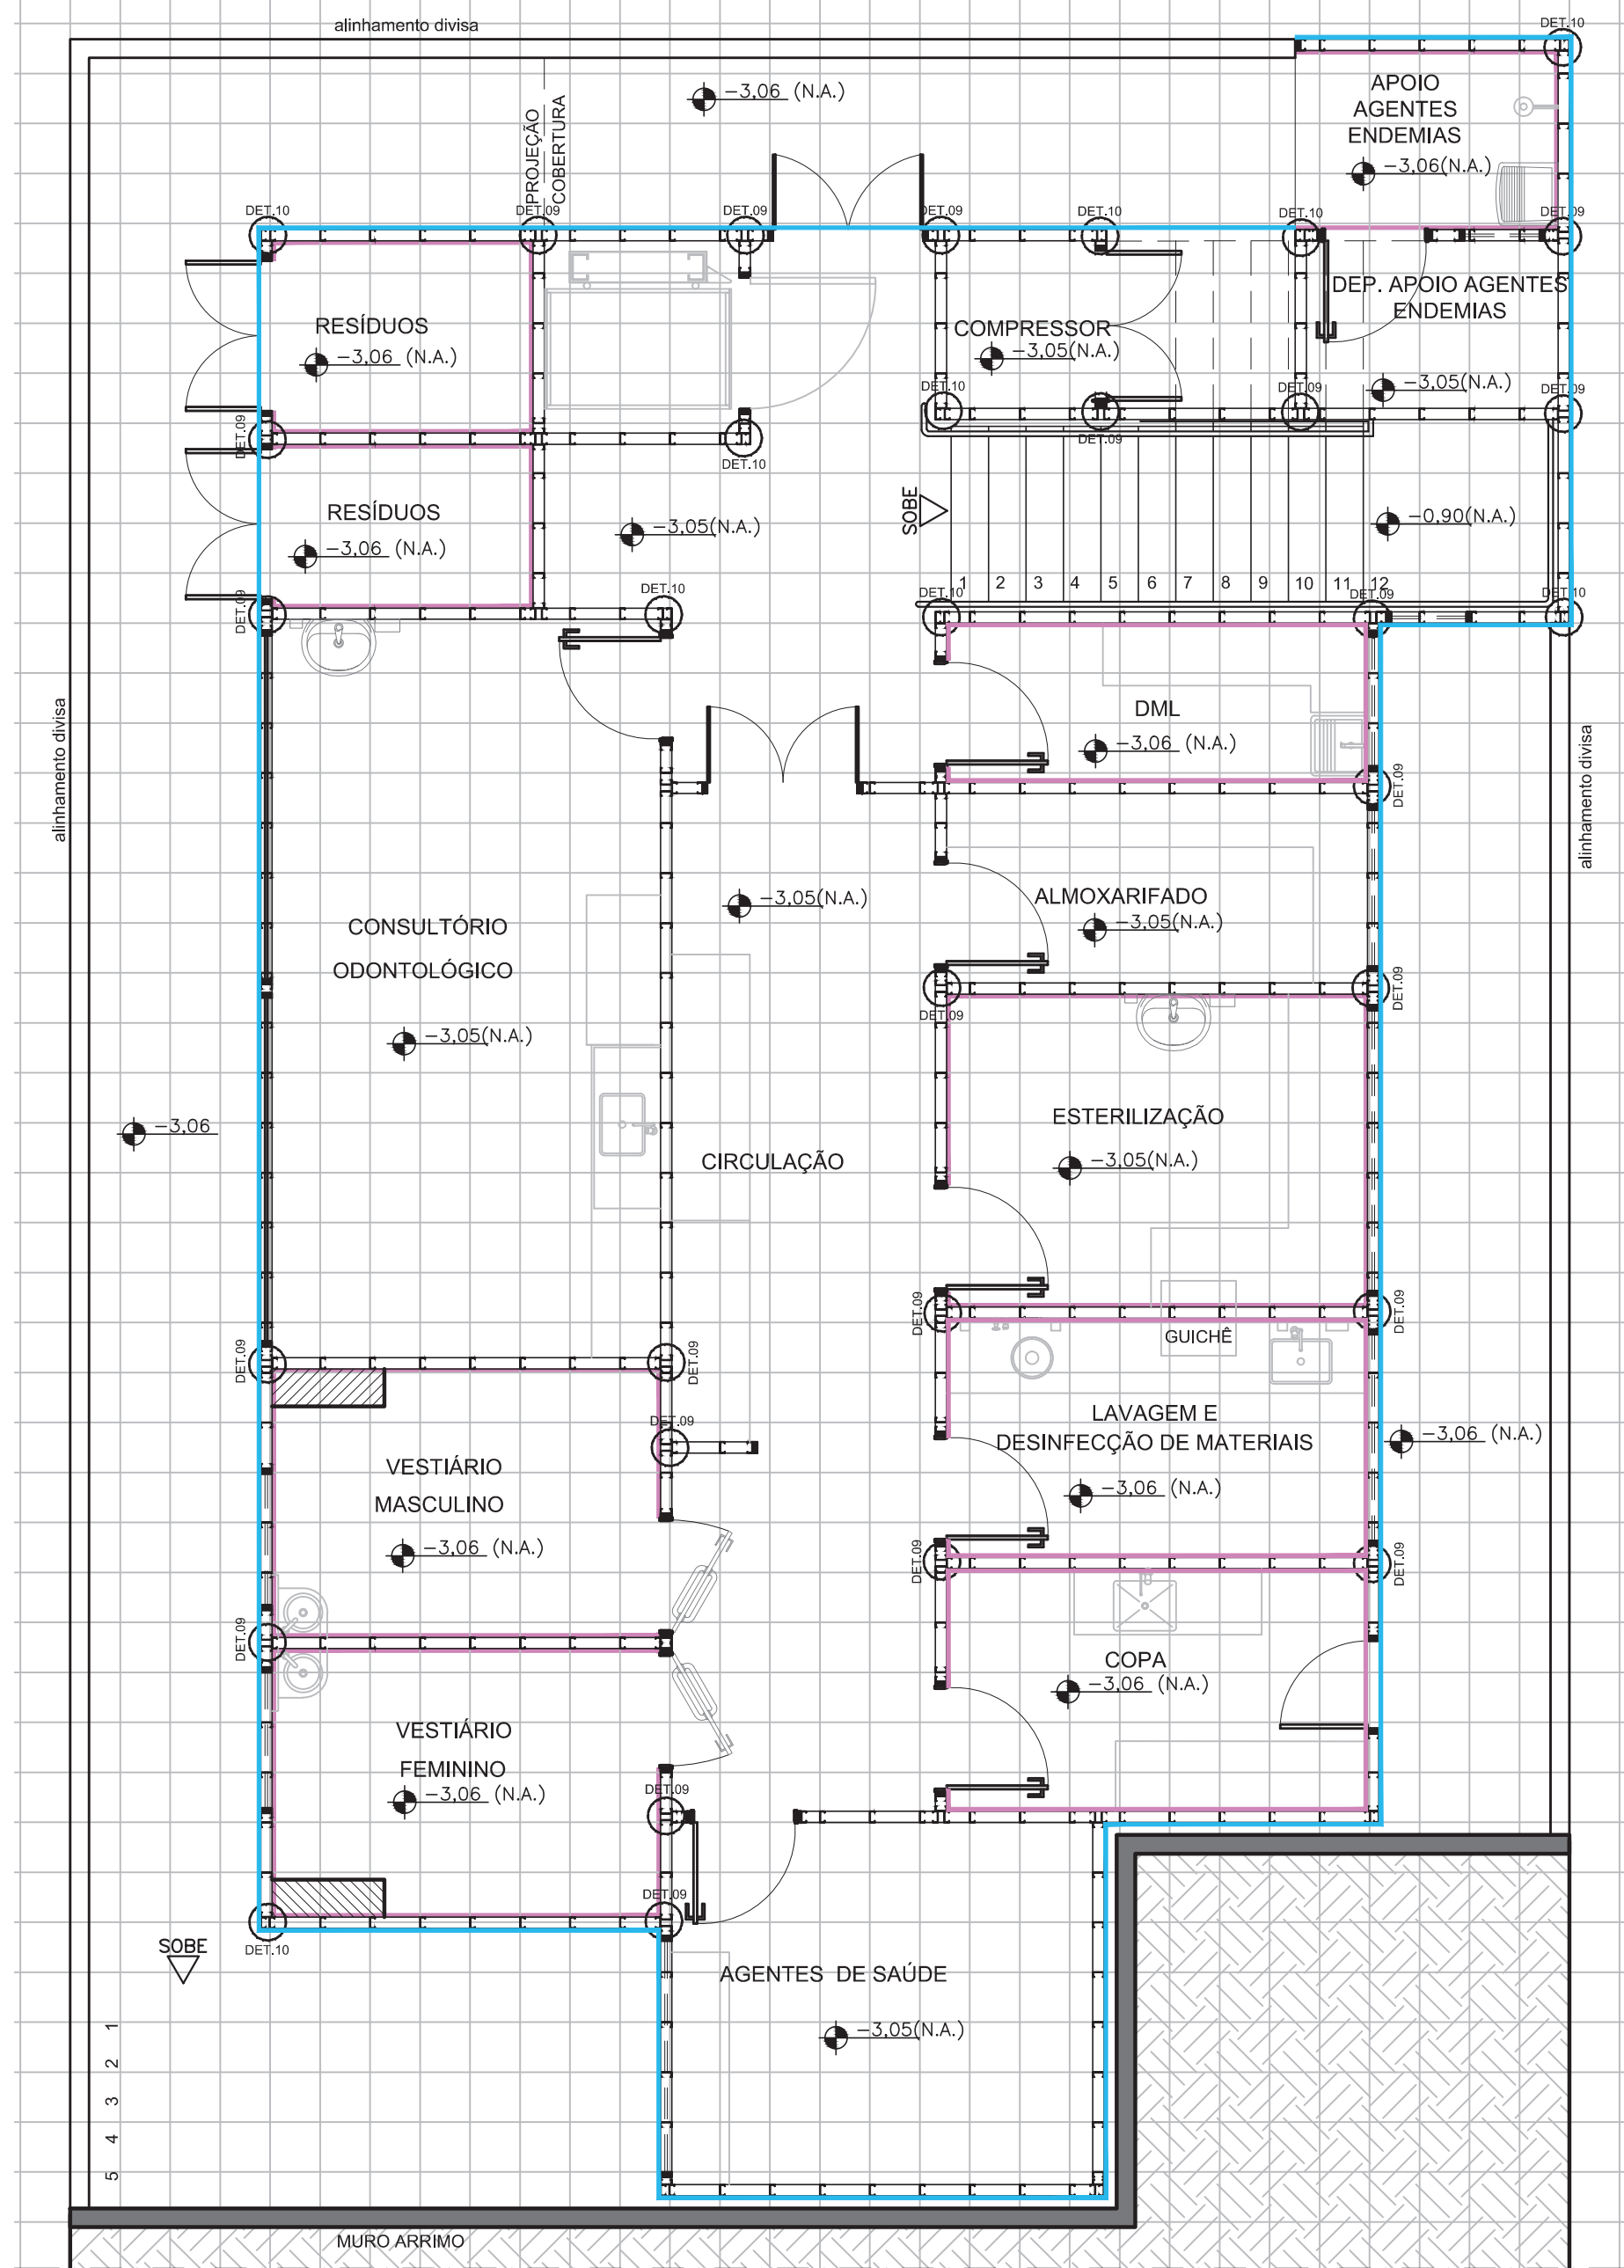 alinhamento divisa
DET.10
−3,06 (N.A.)
PROJEÇÃO
COBERTURA
APOIO
AGENTES
ENDEMIAS
−3,06(N.A.)
DET.10
DET.09
DET.09
DET.09
DET.10
DET.10
DET.09
DEP. APOIO AGENTES
ENDEMIAS
−3,05(N.A.)
RESÍDUOS
−3,06 (N.A.)
COMPRESSOR
−3,05(N.A.)
DET.10
DET.09
DET.09
DET.09
DET.09
DET.10
RESÍDUOS
−3,06 (N.A.)
−3,05(N.A.)
SOBE
−0,90(N.A.)
1 2 3 4 5 6 7 8 9 10 11 12
DET.09
DET.10
DET.10
DET.09
DET.10
alinhamento divisa
DML
−3,06 (N.A.)
DET.09
alinhamento divisa
ALMOXARIFADO
−3,05(N.A.)
−3,05(N.A.)
CONSULTÓRIO
ODONTOLÓGICO
−3,05(N.A.)
DET.09
DET.09
−3,06
ESTERILIZAÇÃO
−3,05(N.A.)
CIRCULAÇÃO
DET.09
DET.09
GUICHÊ
DET.09
DET.09
DET.09
LAVAGEM E
DESINFECÇÃO DE MATERIAIS
−3,06 (N.A.)
−3,06 (N.A.)
VESTIÁRIO
MASCULINO
−3,06 (N.A.)
DET.09
DET.09
DET.09
COPA
−3,06 (N.A.)
VESTIÁRIO
FEMININO
−3,06 (N.A.)
DET.09
DET.09
DET.10
SOBE
AGENTES DE SAÚDE
−3,05(N.A.)
1
2
3
4
5
MURO ARRIMO